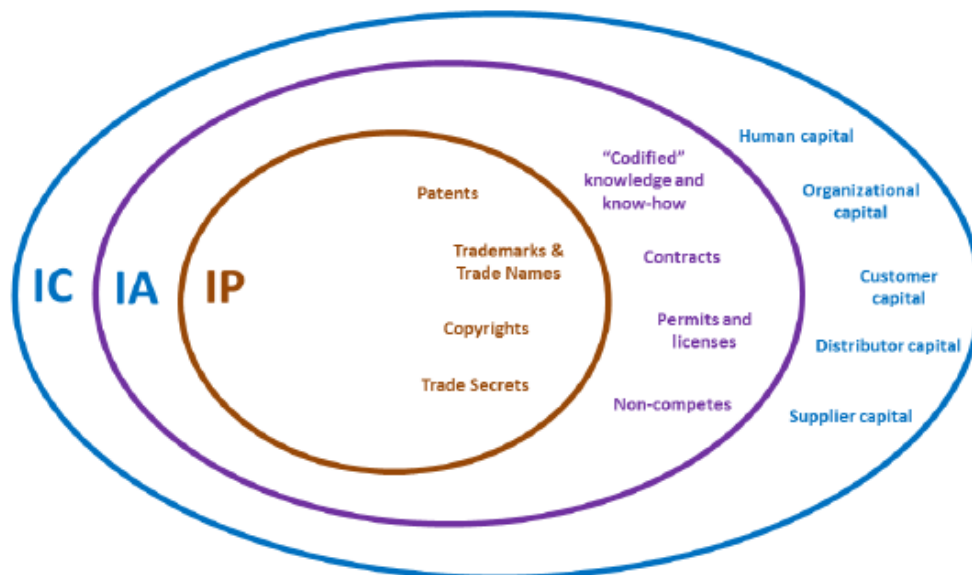 IC
IA
IP
Patents
Trademarks &
Trade Names
Copyrights
Trade Secrets
"Codified"
knowledge and
know-how
Contracts
Permits and
licenses
Non-competes
Human capital
Organizational
capital
Customer
capital
Distributor capital
Supplier capital